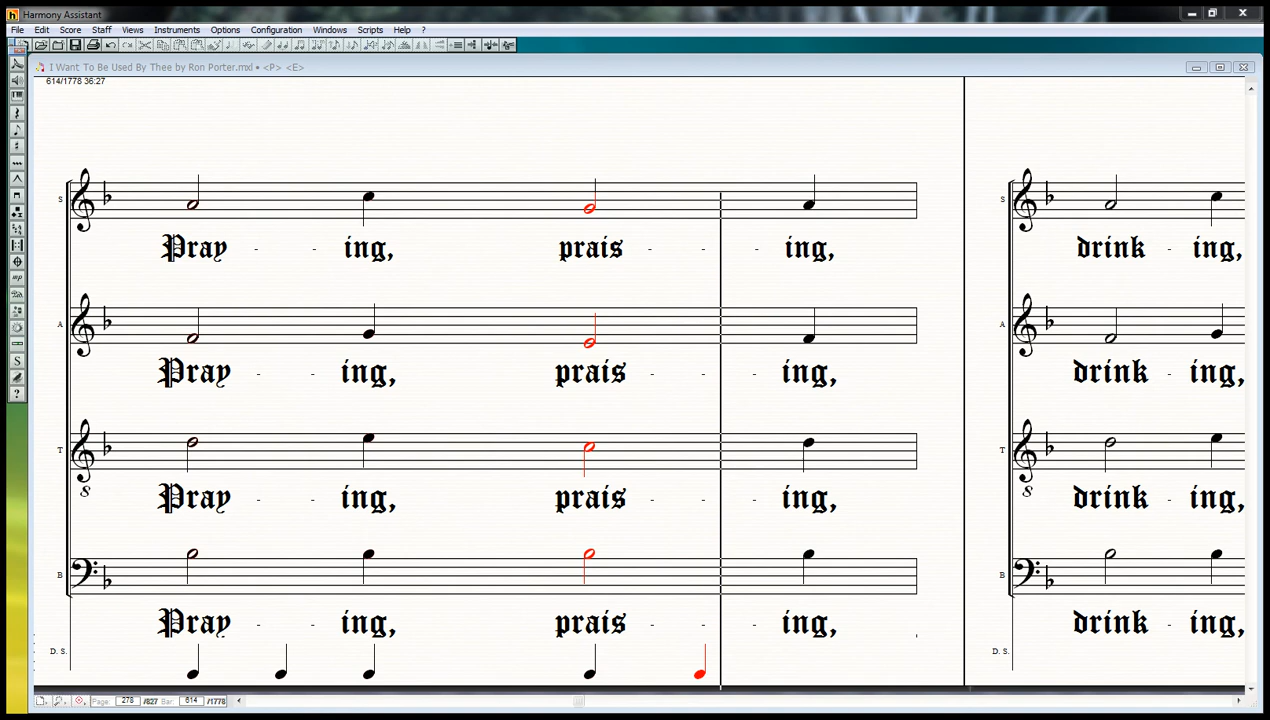 Harmony Assistant
File Edit Score Staff Views Instruments Options Configuration Windows Scripts Help ?
I Want To Be Used By Thee by Ron Porter.mxl • <P> <E>
614/1778 36:27
S
S
Pray - - ing, prais - - - ing,
drink - ing,
A
A
Pray - - ing, prais - - - ing,
drink - ing,
T
T
8
8
Pray - - ing, prais - - - ing,
drink - ing,
B
B
Pray - - ing, prais - - - ing,
drink - ing,
D. S.
D. S.
Page: 278 /827 Bar: 614 /1778